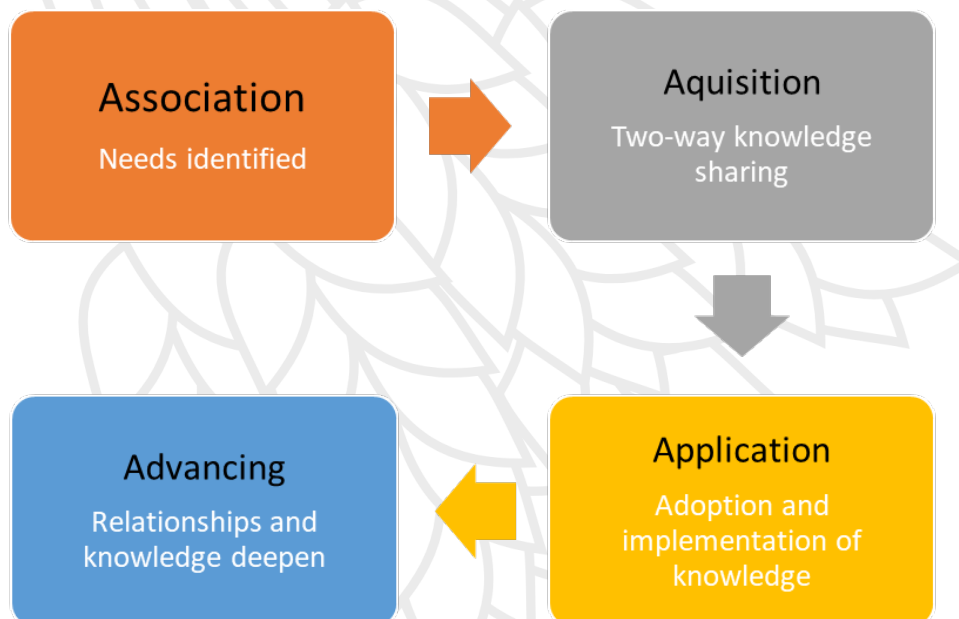 Association
Needs identified
Aquisition
Two-way knowledge
sharing
Application
Adoption and
implementation of
knowledge
Advancing
Relationships and
knowledge deepen